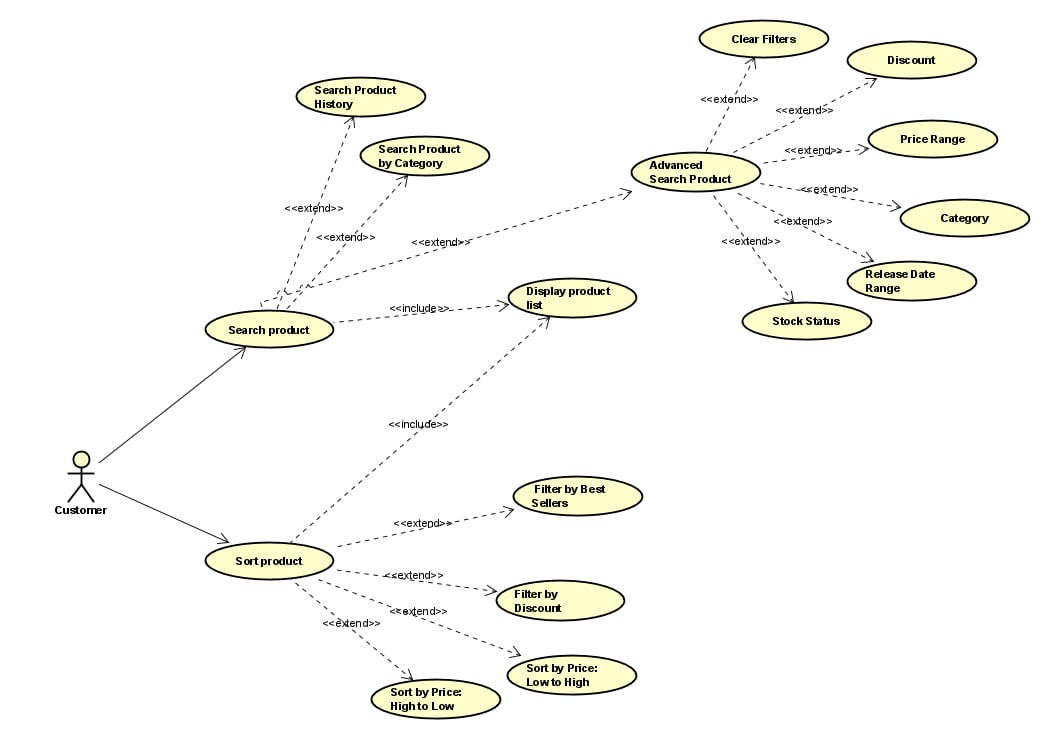 Clear Filters
Discount
Search Product
History
<<extend>>
<<extend>>
Price Range
Search Product
by Category
<<extend>>
Advanced
Search Product
<<extend>>
<<extend>>
Category
<<extend>>
<<extend>>
<<extend>>
<<extend>>
<<extend>>
Release Date
Range
Display product
list
<<include>>
Stock Status
Search product
<<include>>
Filter by Best
Sellers
Customer
<<extend>>
Sort product
<<extend>>
Filter by
Discount
<<extend>>
<<extend>>
Sort by Price:
Low to High
Sort by Price:
High to Low